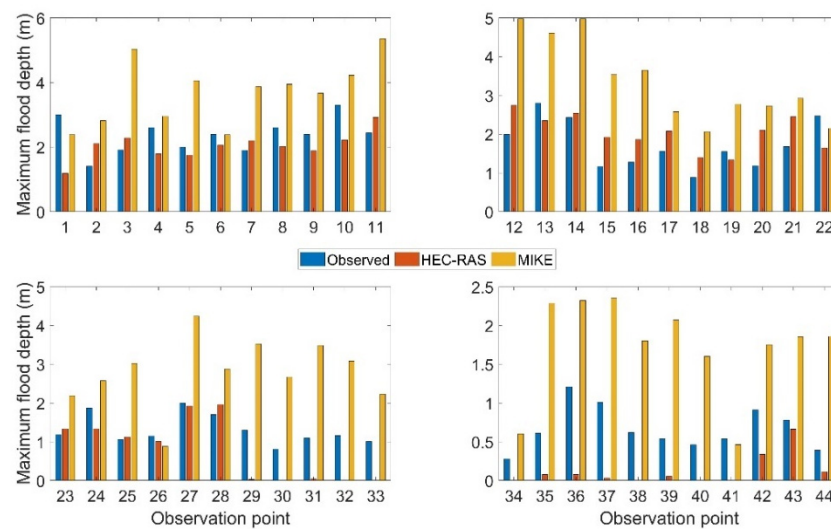 Maximum flood depth (m)
6
4
2
0
1 2 3 4 5 6 7 8 9 10 11
5
4
3
2
1
0
12 13 14 15 16 17 18 19 20 21 22
Observed HEC-RAS MIKE
Maximum flood depth (m)
5
4
3
2
1
0
23 24 25 26 27 28 29 30 31 32 33
Observation point
2.5
2
1.5
1
0.5
0
34 35 36 37 38 39 40 41 42 43 44
Observation point